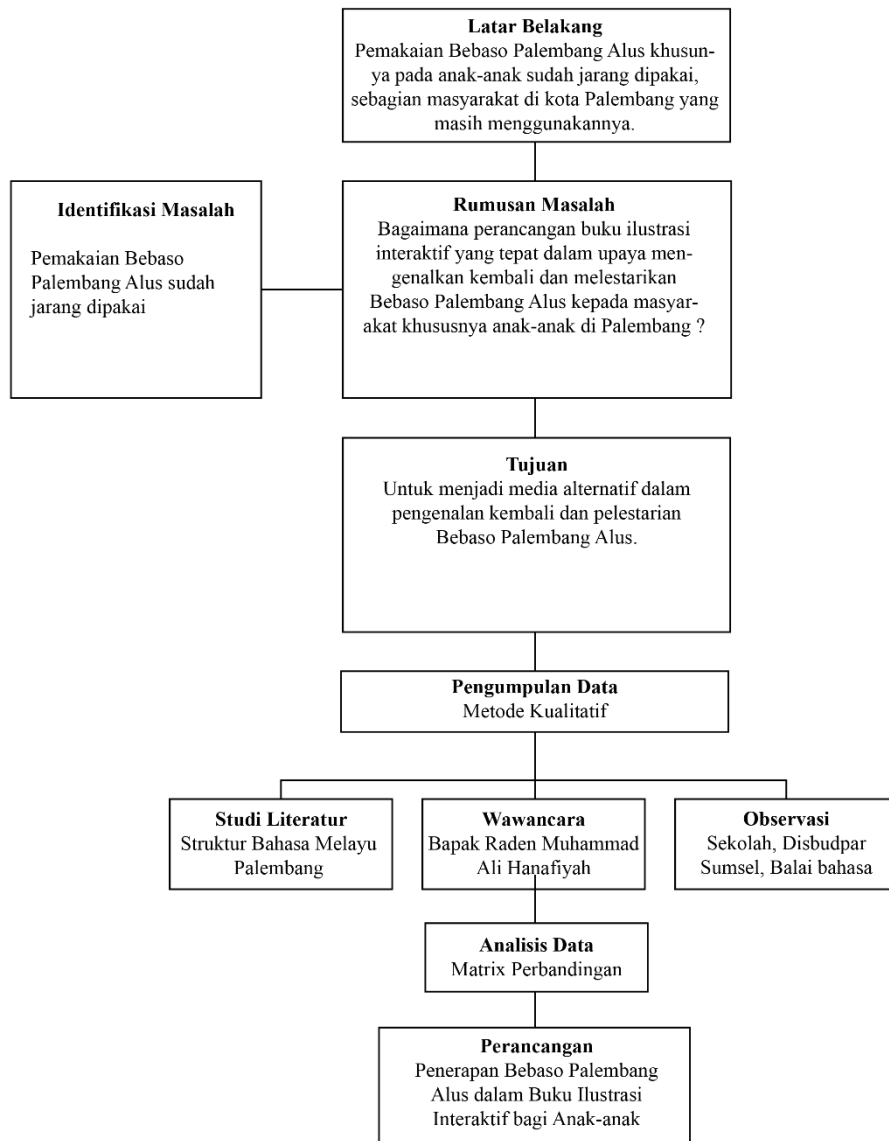 Latar Belakang
Pemakaian Bebaso Palembang Alus khusun-
ya pada anak-anak sudah jarang dipakai,
sebagian masyarakat di kota Palembang yang
masih menggunakannya.
Identifikasi Masalah
Pemakaian Bebaso
Palembang Alus sudah
jarang dipakai
Rumusan Masalah
Bagaimana perancangan buku ilustrasi
interaktif yang tepat dalam upaya men-
genalkan kembali dan melestarikan
Bebaso Palembang Alus kepada masyar-
akat khususnya anak-anak di Palembang ?
Tujuan
Untuk menjadi media alternatif dalam
pengenalan kembali dan pelestarian
Bebaso Palembang Alus.
Pengumpulan Data
Metode Kualitatif
Studi Literatur
Struktur Bahasa Melayu
Palembang
Wawancara
Bapak Raden Muhammad
Ali Hanafiyah
Observasi
Sekolah, Disbudpar
Sumsel, Balai bahasa
Analisis Data
Matrix Perbandingan
Perancangan
Penerapan Bebaso Palembang
Alus dalam Buku Ilustrasi
Interaktif bagi Anak-anak